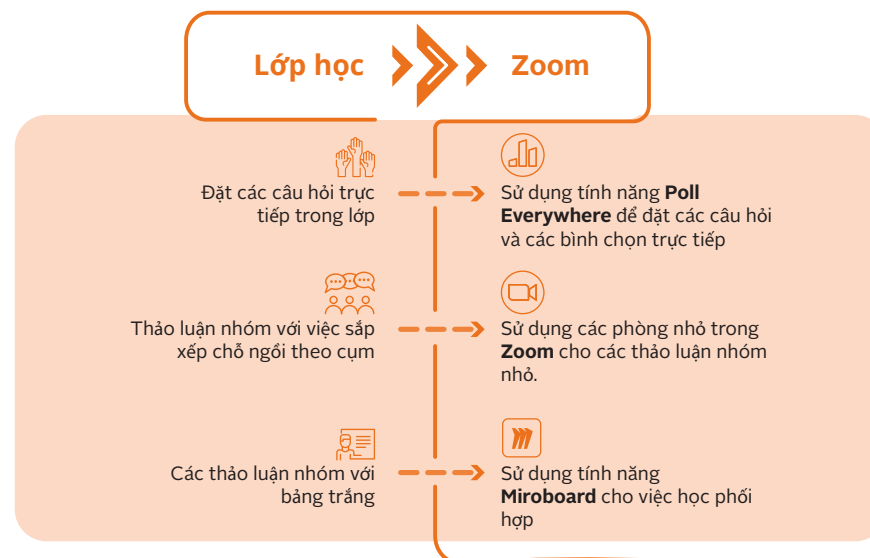 Lớp học
Zoom
Đặt các câu hỏi trực
tiếp trong lớp
Sử dụng tính năng Poll
Everywhere để đặt các câu hỏi
và các bình chọn trực tiếp
Thảo luận nhóm với việc sắp
xếp chỗ ngồi theo cụm
Sử dụng các phòng nhỏ trong
Zoom cho các thảo luận nhóm
nhỏ.
Các thảo luận nhóm với
bảng trắng
Sử dụng tính năng
Miroboard cho việc học phối
hợp